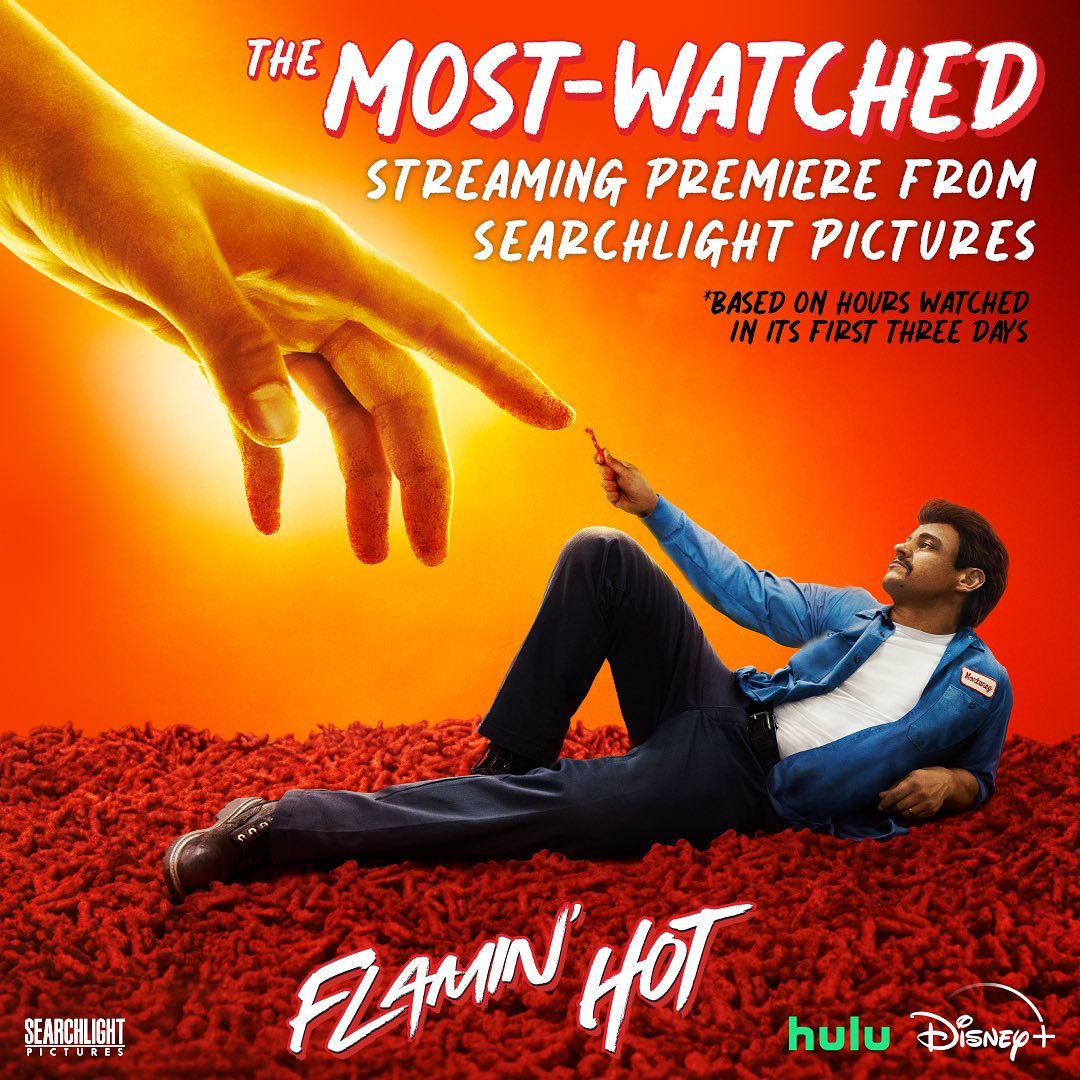 THE MOST-WATCHED
STREAMING PREMIERE FROM
SEARCHLIGHT PICTURES
*BASED ON HOURS WATCHED
IN ITS FIRST THREE DAYS
Montanez
FLAMIN' HOT
SEARCHLIGHT
PICTURES
hulu
Disney+